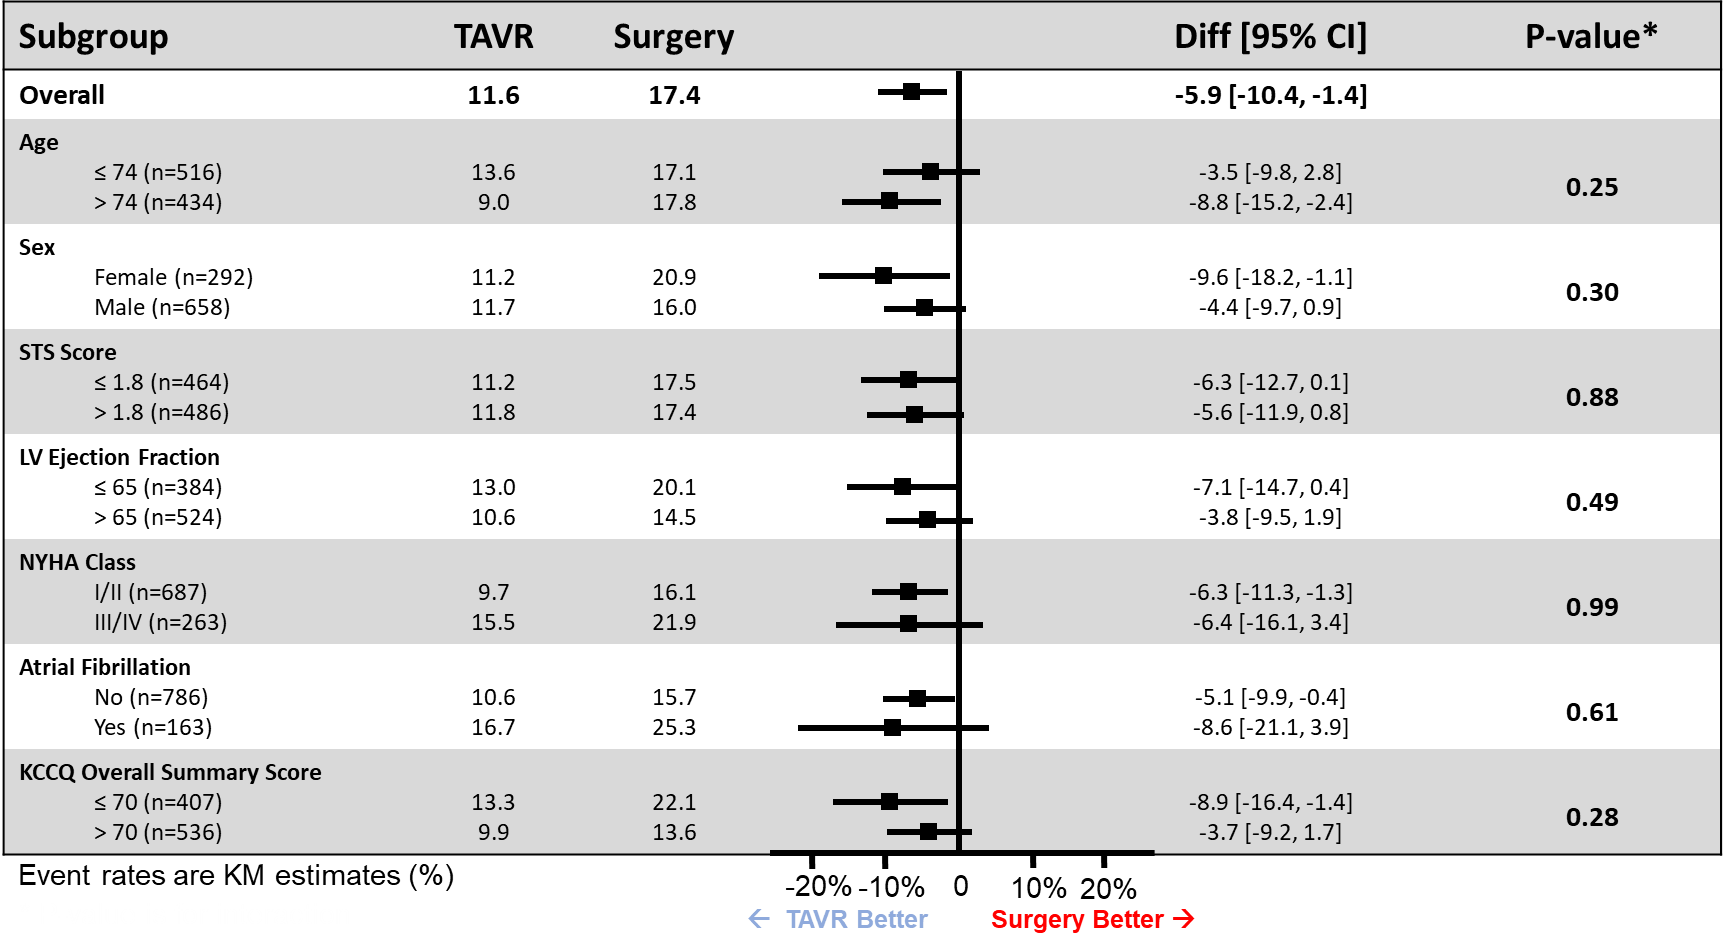 Subgroup TAVR Surgery Diff [95% CI] P-value*
Overall 11.6 17.4 -5.9 [-10.4, -1.4]
Age
≤ 74 (n=516) 13.6 17.1 -3.5 [-9.8, 2.8]
0.25
> 74 (n=434) 9.0 17.8 -8.8 [-15.2, -2.4]
Sex
Female (n=292) 11.2 20.9 -9.6 [-18.2, -1.1]
0.30
Male (n=658) 11.7 16.0 -4.4 [-9.7, 0.9]
STS Score
≤ 1.8 (n=464) 11.2 17.5 -6.3 [-12.7, 0.1]
0.88
> 1.8 (n=486) 11.8 17.4 -5.6 [-11.9, 0.8]
LV Ejection Fraction
≤ 65 (n=384) 13.0 20.1 -7.1 [-14.7, 0.4]
0.49
> 65 (n=524) 10.6 14.5 -3.8 [-9.5, 1.9]
NYHA Class
I/II (n=687) 9.7 16.1 -6.3 [-11.3, -1.3]
0.99
III/IV (n=263) 15.5 21.9 -6.4 [-16.1, 3.4]
Atrial Fibrillation
No (n=786) 10.6 15.7 -5.1 [-9.9, -0.4]
0.61
Yes (n=163) 16.7 25.3 -8.6 [-21.1, 3.9]
KCCQ Overall Summary Score
≤ 70 (n=407) 13.3 22.1 -8.9 [-16.4, -1.4]
0.28
> 70 (n=536) 9.9 13.6 -3.7 [-9.2, 1.7]
Event rates are KM estimates (%)
-20% -10% 0 10% 20%
← TAVR Better Surgery Better →